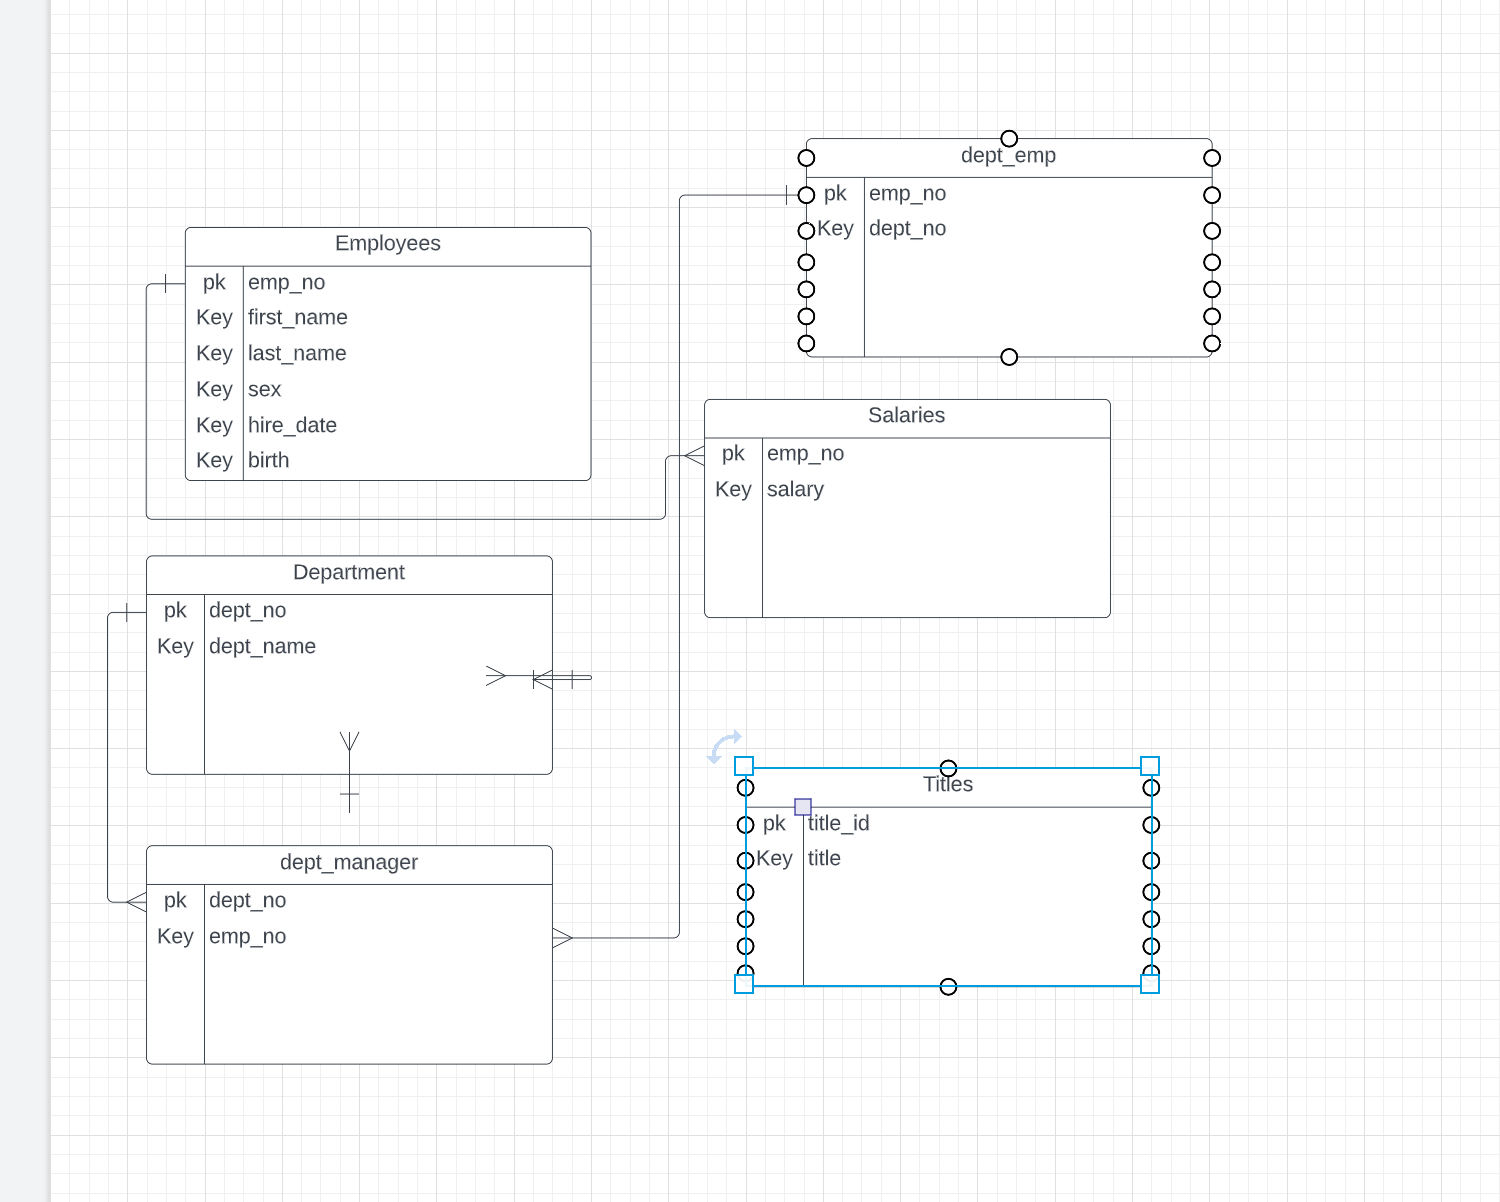 dept_emp
pk emp_no
Key dept_no
Employees
pk emp_no
Key first_name
Key last_name
Key sex
Key hire_date
Key birth
Salaries
pk emp_no
Key salary
Department
pk dept_no
Key dept_name
Titles
pk title_id
Key title
dept_manager
pk dept_no
Key emp_no